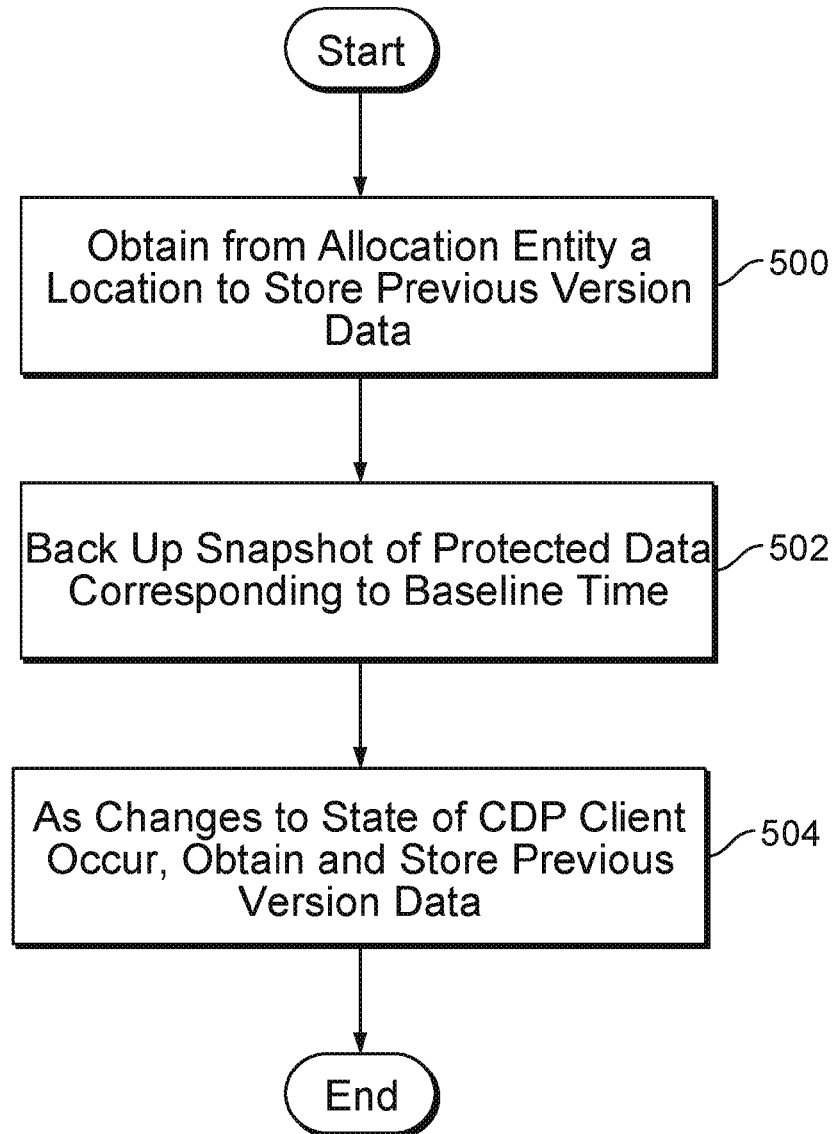 Start
Obtain from Allocation Entity a
Location to Store Previous Version
Data
500
Back Up Snapshot of Protected Data
Corresponding to Baseline Time
502
As Changes to State of CDP Client
Occur, Obtain and Store Previous
Version Data
504
End